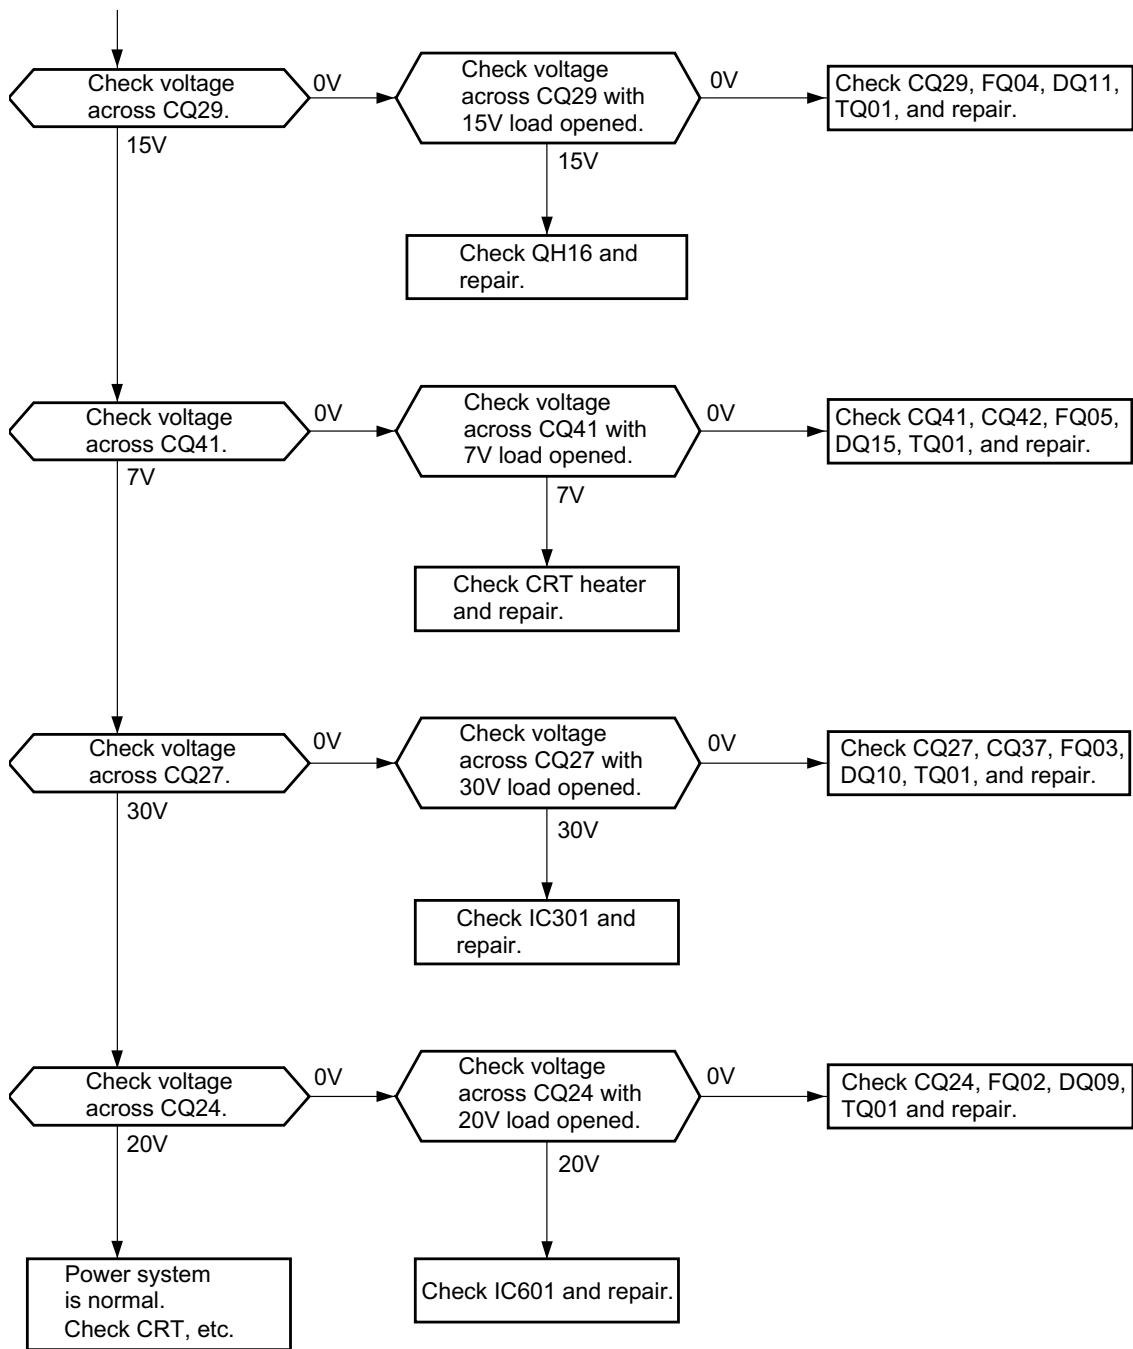 Check voltage
across CQ29.
0V
Check voltage
across CQ29 with
15V load opened.
0V
Check CQ29, FQ04, DQ11,
TQ01, and repair.
15V
15V
Check QH16 and
repair.
Check voltage
across CQ41.
0V
Check voltage
across CQ41 with
7V load opened.
0V
Check CQ41, CQ42, FQ05,
DQ15, TQ01, and repair.
7V
7V
Check CRT heater
and repair.
Check voltage
across CQ27.
0V
Check voltage
across CQ27 with
30V load opened.
0V
Check CQ27, CQ37, FQ03,
DQ10, TQ01, and repair.
30V
30V
Check IC301 and
repair.
Check voltage
across CQ24.
0V
Check voltage
across CQ24 with
20V load opened.
0V
Check CQ24, FQ02, DQ09,
TQ01 and repair.
20V
20V
Power system
is normal.
Check CRT, etc.
Check IC601 and repair.